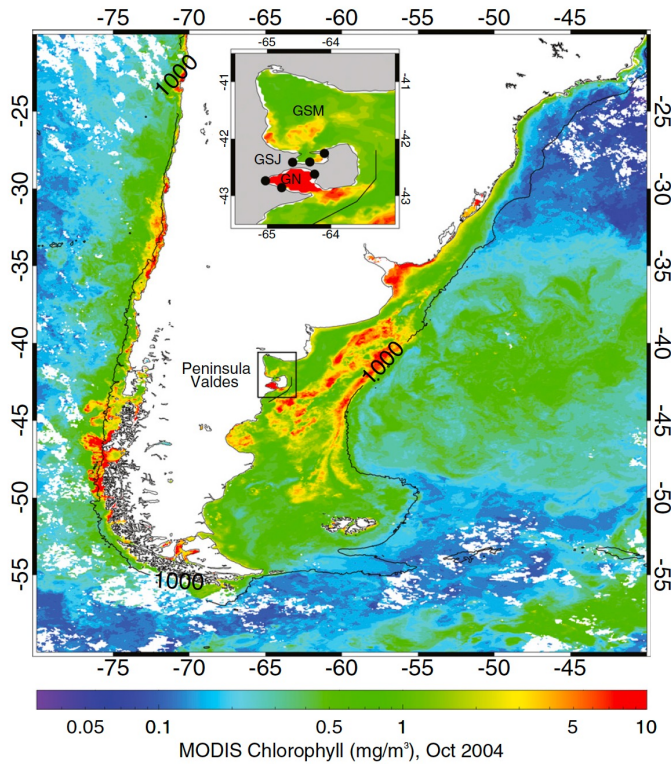 -75 -70 -65 -60 -55 -50 -45 -40
-65 -64
1000
-25 -30 -35 -40 -45 -50 -55
-41 -42 -43
GSM
GSJ
GN
-41 -42 -43
-65 -64
-25 -30 -35 -40 -45 -50 -55
1000
Peninsula
Valdes
1000
-75 -70 -65 -60 -55 -50 -45
0.05 0.1 0.5 1 5 10
MODIS Chlorophyll (mg/m³), Oct 2004